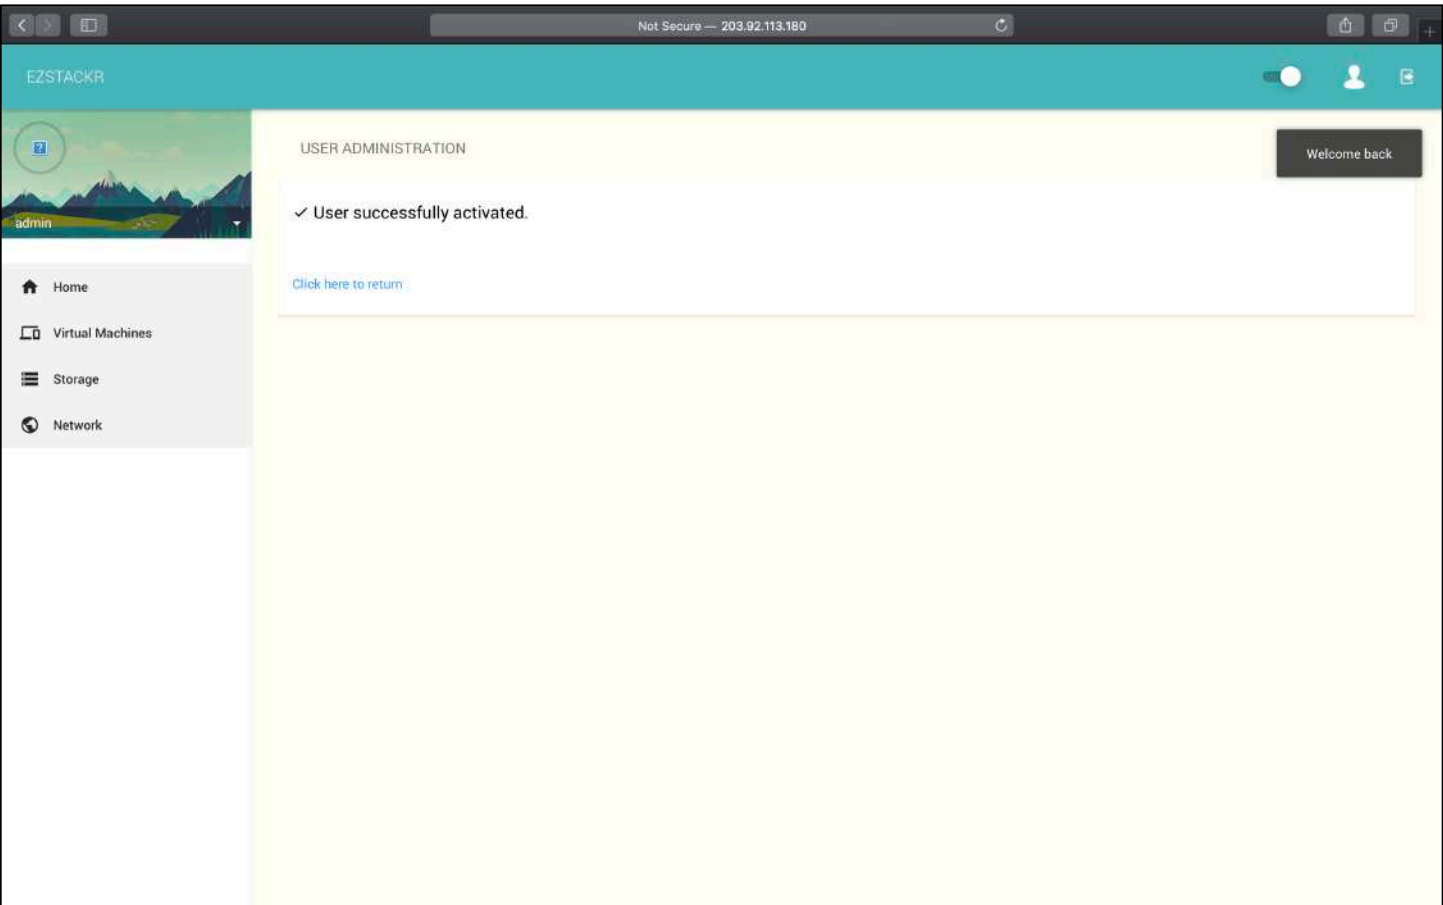 Not Secure — 203.92.113.180
EZSTACKR
admin
Home
Virtual Machines
Storage
Network
USER ADMINISTRATION
Welcome back
✓ User successfully activated.
Click here to return